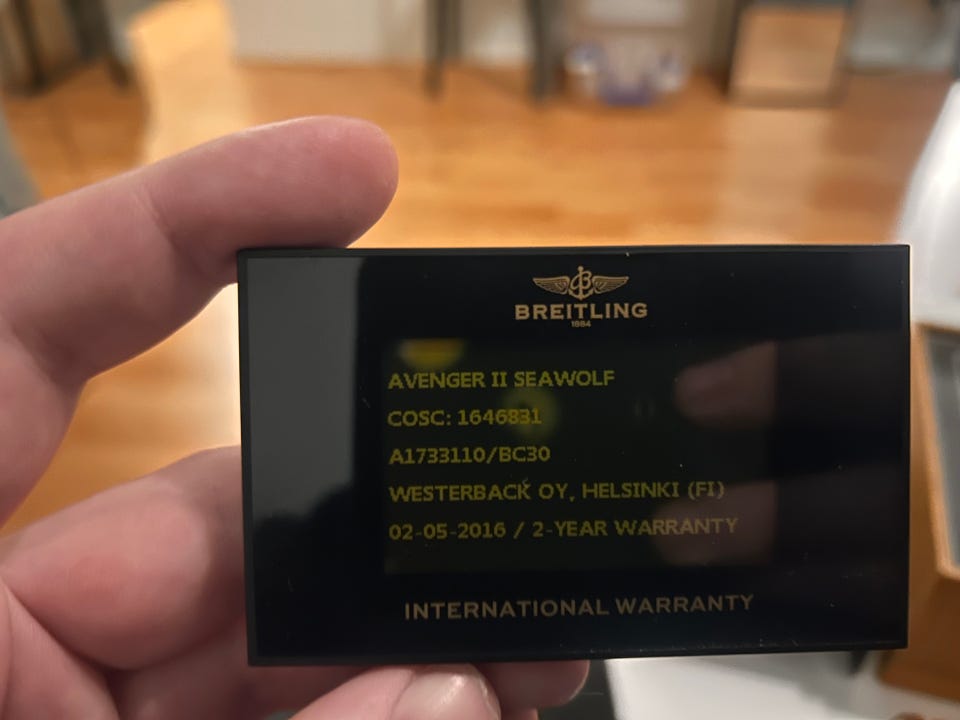 BREITLING
1884
AVENGER II SEAWOLF
COSC: 1646831
A1733110/BC30
WESTERBACK OY, HELSINKI (FI)
02-05-2016 / 2-YEAR WARRANTY
INTERNATIONAL WARRANTY